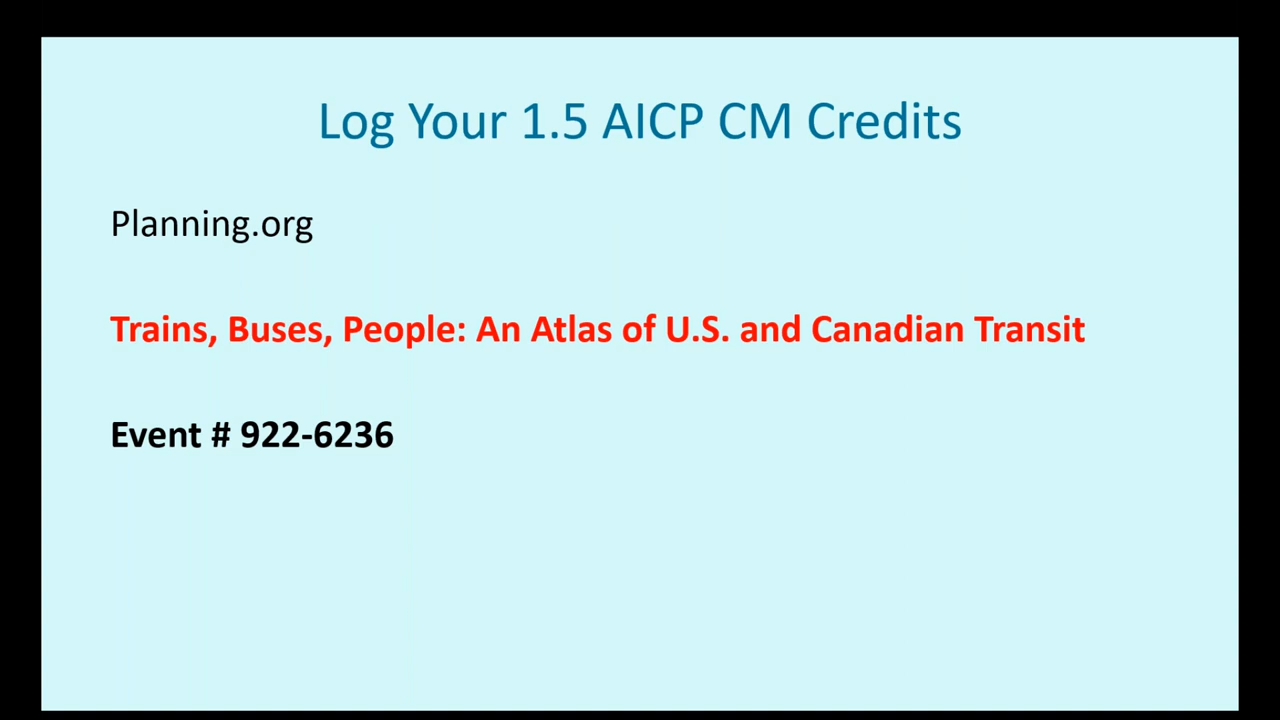 Log Your 1.5 AICP CM Credits
Planning.org
Trains, Buses, People: An Atlas of U.S. and Canadian Transit
Event # 922-6236